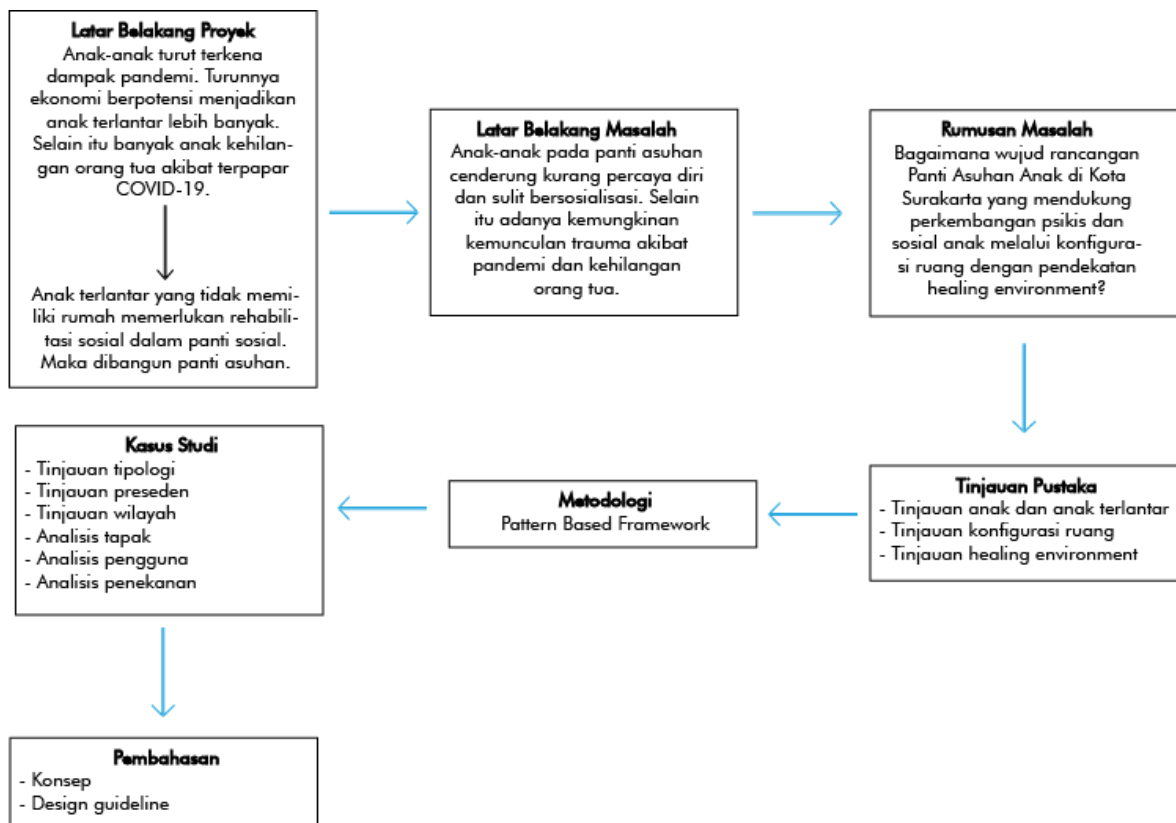 Latar Belakang Proyek
Anak-anak turut terkena
dampak pandemi. Turunnya
ekonomi berpotensi menjadikan
anak terlantar lebih banyak.
Selain itu banyak anak kehilan-
gan orang tua akibat terpapar
COVID-19.
Anak terlantar yang tidak memi-
liki rumah memerlukan rehabili-
tasi sosial dalam panti sosial.
Maka dibangun panti asuhan.
Latar Belakang Masalah
Anak-anak pada panti asuhan
cenderung kurang percaya diri
dan sulit bersosialisasi. Selain
itu adanya kemungkinan
kemunculan trauma akibat
pandemi dan kehilangan
orang tua.
Rumusan Masalah
Bagaimana wujud rancangan
Panti Asuhan Anak di Kota
Surakarta yang mendukung
perkembangan psikis dan
sosial anak melalui konfigura-
si ruang dengan pendekatan
healing environment?
Tinjauan Pustaka
- Tinjauan anak dan anak terlantar
- Tinjauan konfigurasi ruang
- Tinjauan healing environment
Metodologi
Pattern Based Framework
Kasus Studi
- Tinjauan tipologi
- Tinjauan preseden
- Tinjauan wilayah
- Analisis tapak
- Analisis pengguna
- Analisis penekanan
Pembahasan
- Konsep
- Design guideline